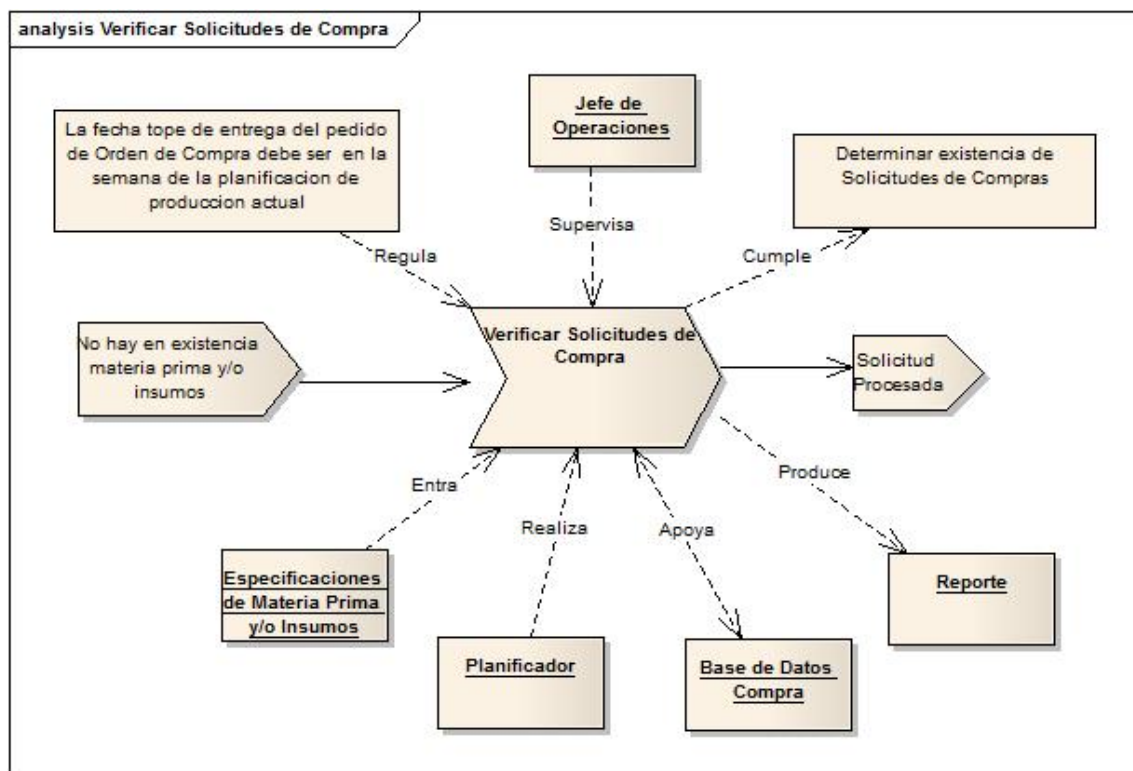 analysis Verificar Solicitudes de Compra
Jefe de
Operaciones
La fecha tope de entrega del pedido
de Orden de Compra debe ser en la
semana de la planificacion de
produccion actual
Determinar existencia de
Solicitudes de Compras
Supervisa
Regula
Cumple
Verificar Solicitudes de
Compra
No hay en existencia
materia prima y/o
insumos
Solicitud
Procesada
Entra
Realiza
Apoya
Produce
Especificaciones
de Materia Prima
y/o Insumos
Planificador
Base de Datos
Compra
Reporte